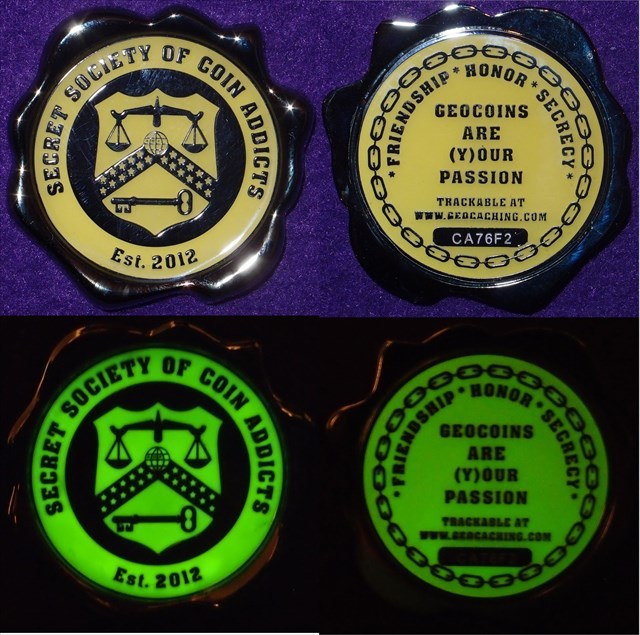 SECRET SOCIETY OF COIN ADDICTS
Est. 2012
*FRIENDSHIP*HONOR*SECRECY*
GEOCOINS
ARE
(Y)OUR
PASSION
TRACKABLE AT
WWW.GEOCACHING.COM
CA76F2
SECRET SOCIETY OF COIN ADDICTS
Est. 2012
*FRIENDSHIP*HONOR*SECRECY*
GEOCOINS
ARE
(Y)OUR
PASSION
TRACKABLE AT
WWW.GEOCACHING.COM